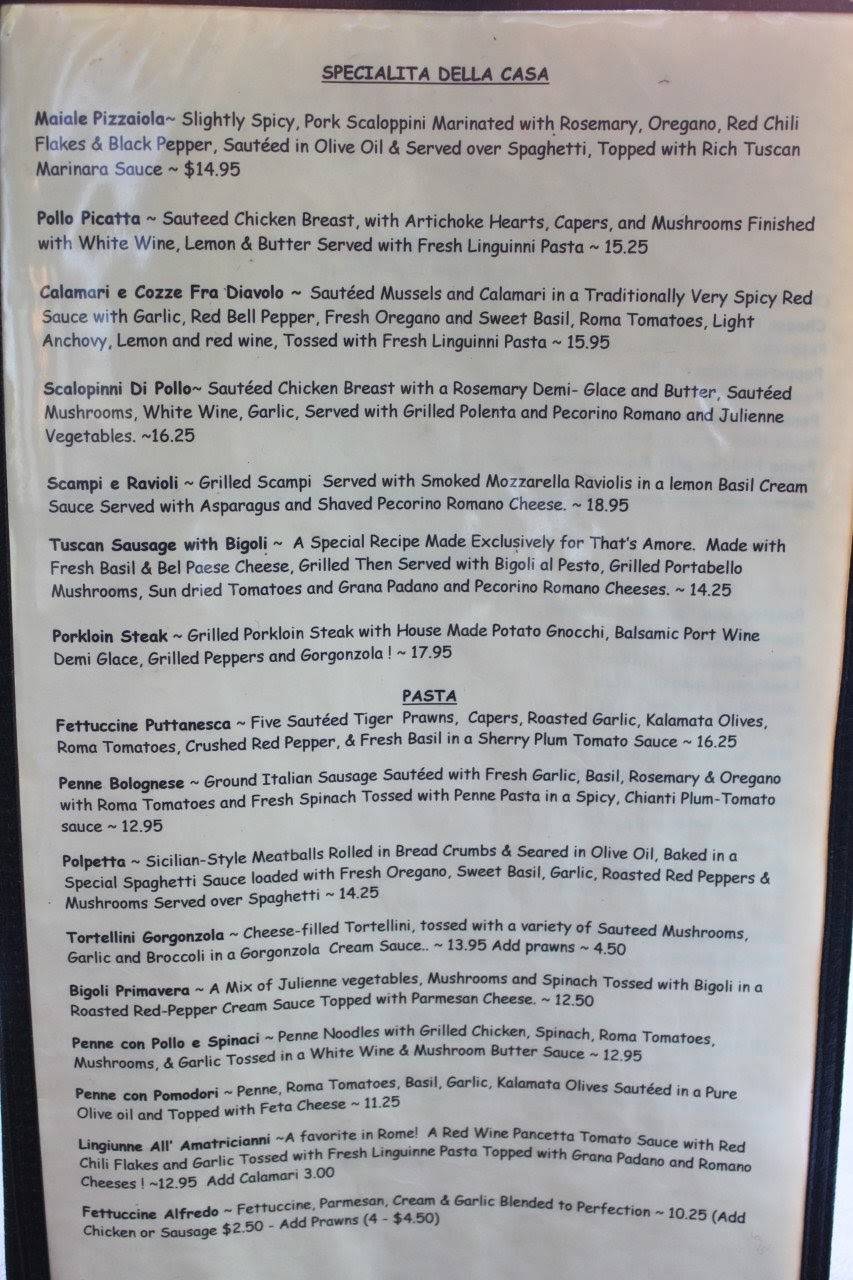 SPECIALITA DELLA CASA
Maiale Pizzaiola~ Slightly Spicy, Pork Scaloppini Marinated with Rosemary, Oregano, Red Chili
Flakes & Black Pepper, Sautéed in Olive Oil & Served over Spaghetti, Topped with Rich Tuscan
Marinara Sauce ~ $14.95
Pollo Picatta ~ Sauteed Chicken Breast, with Artichoke Hearts, Capers, and Mushrooms Finished
with White Wine, Lemon & Butter Served with Fresh Linguinni Pasta ~ 15.25
Calamari e Cozze Fra Diavolo ~ Sautéed Mussels and Calamari in a Traditionally Very Spicy Red
Sauce with Garlic, Red Bell Pepper, Fresh Oregano and Sweet Basil, Roma Tomatoes, Light
Anchovy, Lemon and red wine, Tossed with Fresh Linguinni Pasta ~ 15.95
Scalopinni Di Pollo~ Sautéed Chicken Breast with a Rosemary Demi- Glace and Butter, Sautéed
Mushrooms, White Wine, Garlic, Served with Grilled Polenta and Pecorino Romano and Julienne
Vegetables. ~16.25
Scampi e Ravioli ~ Grilled Scampi Served with Smoked Mozzarella Raviolis in a lemon Basil Cream
Sauce Served with Asparagus and Shaved Pecorino Romano Cheese. ~ 18.95
Tuscan Sausage with Bigoli ~ A Special Recipe Made Exclusively for That's Amore. Made with
Fresh Basil & Bel Paese Cheese, Grilled Then Served with Bigoli al Pesto, Grilled Portabello
Mushrooms, Sun dried Tomatoes and Grana Padano and Pecorino Romano Cheeses. ~ 14.25
Porkloin Steak ~ Grilled Porkloin Steak with House Made Potato Gnocchi, Balsamic Port Wine
Demi Glace, Grilled Peppers and Gorgonzola ! ~ 17.95
PASTA
Fettuccine Puttanesca ~ Five Sautéed Tiger Prawns, Capers, Roasted Garlic, Kalamata Olives,
Roma Tomatoes, Crushed Red Pepper, & Fresh Basil in a Sherry Plum Tomato Sauce ~ 16.25
Penne Bolognese ~ Ground Italian Sausage Sautéed with Fresh Garlic, Basil, Rosemary & Oregano
with Roma Tomatoes and Fresh Spinach Tossed with Penne Pasta in a Spicy, Chianti Plum-Tomato
sauce ~ 12.95
Polpetta ~ Sicilian-Style Meatballs Rolled in Bread Crumbs & Seared in Olive Oil, Baked in a
Special Spaghetti Sauce loaded with Fresh Oregano, Sweet Basil, Garlic, Roasted Red Peppers &
Mushrooms Served over Spaghetti ~ 14.25
Tortellini Gorgonzola ~ Cheese-filled Tortellini, tossed with a variety of Sauteed Mushrooms,
Garlic and Broccoli in a Gorgonzola Cream Sauce.. ~ 13.95 Add prawns ~ 4.50
Bigoli Primavera ~ A Mix of Julienne vegetables, Mushrooms and Spinach Tossed with Bigoli in a
Roasted Red-Pepper Cream Sauce Topped with Parmesan Cheese. ~ 12.50
Penne con Pollo e Spinaci ~ Penne Noodles with Grilled Chicken, Spinach, Roma Tomatoes,
Mushrooms, & Garlic Tossed in a White Wine & Mushroom Butter Sauce ~ 12.95
Penne con Pomodori ~ Penne, Roma Tomatoes, Basil, Garlic, Kalamata Olives Sautéed in a Pure
Olive oil and Topped with Feta Cheese ~ 11.25
Lingiunne All' Amatricianni ~A favorite in Rome! A Red Wine Pancetta Tomato Sauce with Red
Chili Flakes and Garlic Tossed with Fresh Linguinne Pasta Topped with Grana Padano and Romano
Cheeses ! ~12.95 Add Calamari 3.00
Fettuccine Alfredo ~ Fettuccine, Parmesan, Cream & Garlic Blended to Perfection ~ 10.25 (Add
Chicken or Sausage $2.50 - Add Prawns (4 - $4.50)